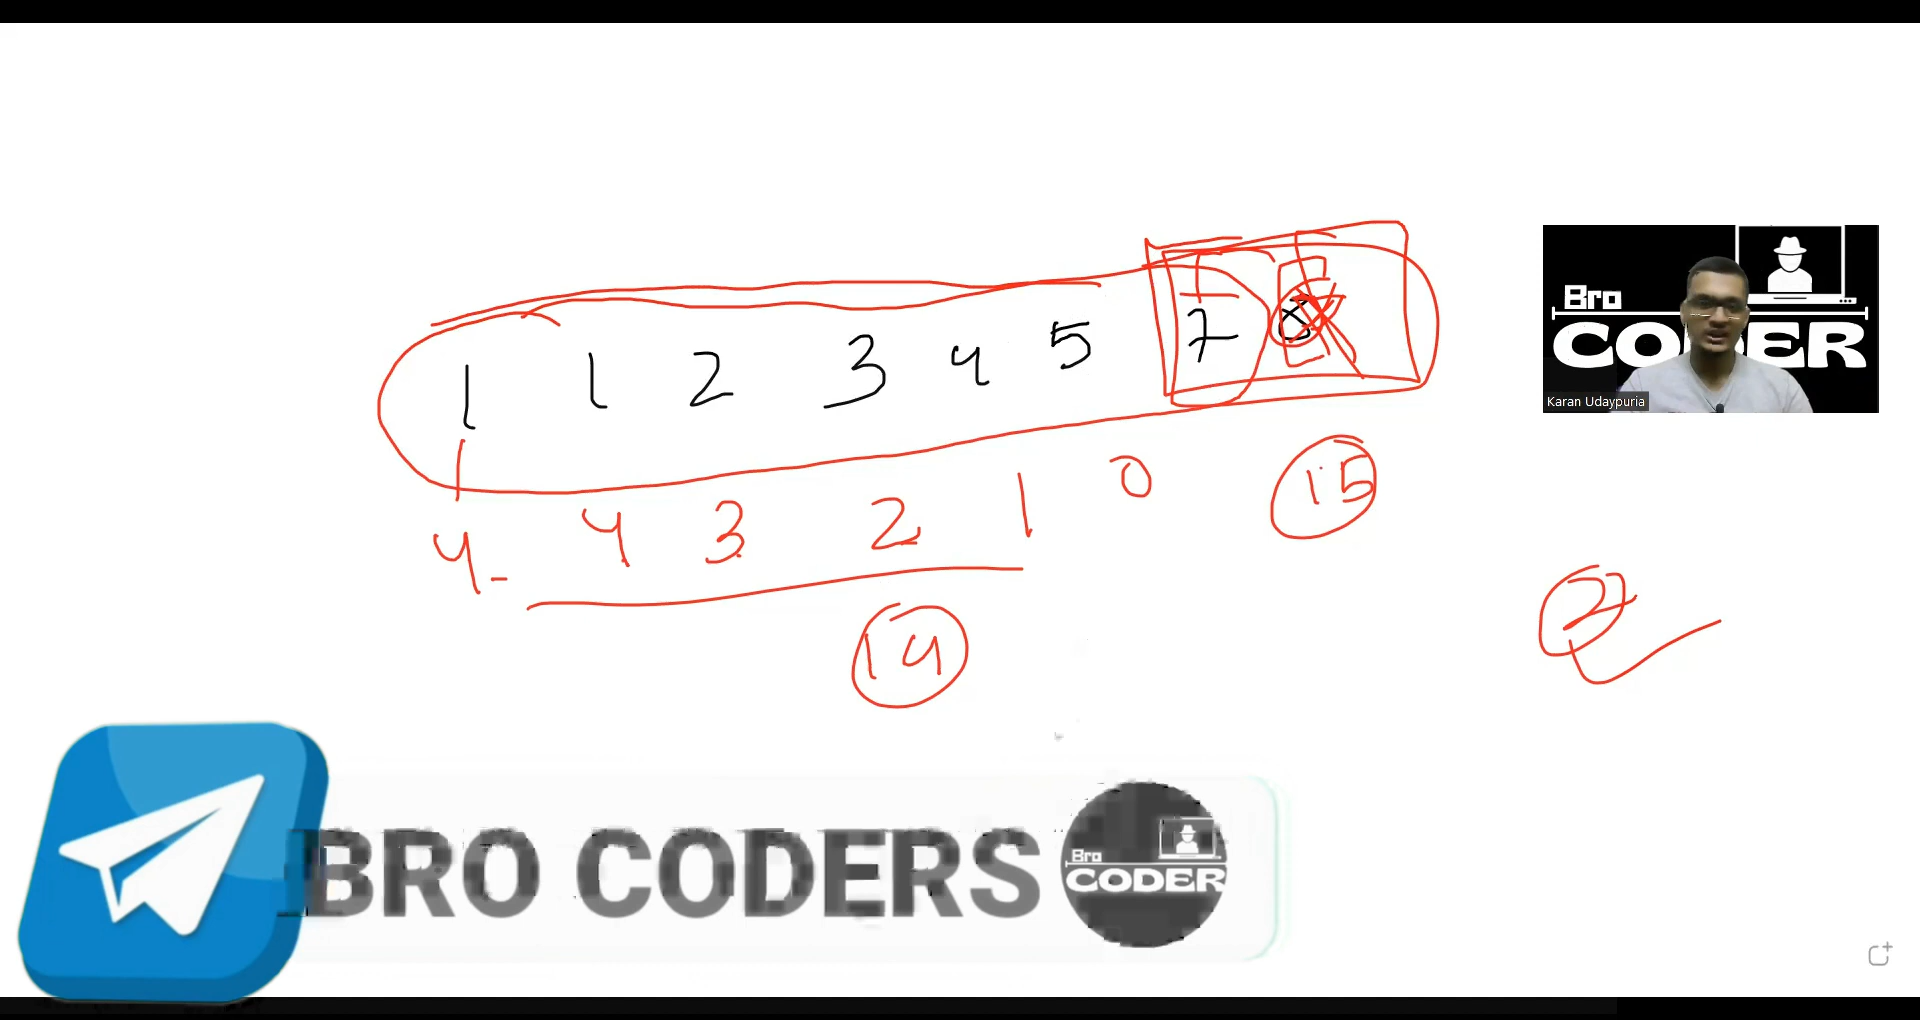 1 1 2 3 4 5 7 8
4 - 4 3 2 1 0 15
14
2
Bro
CODER
Karan Udaypuria
BRO CODERS
Bro
CODER